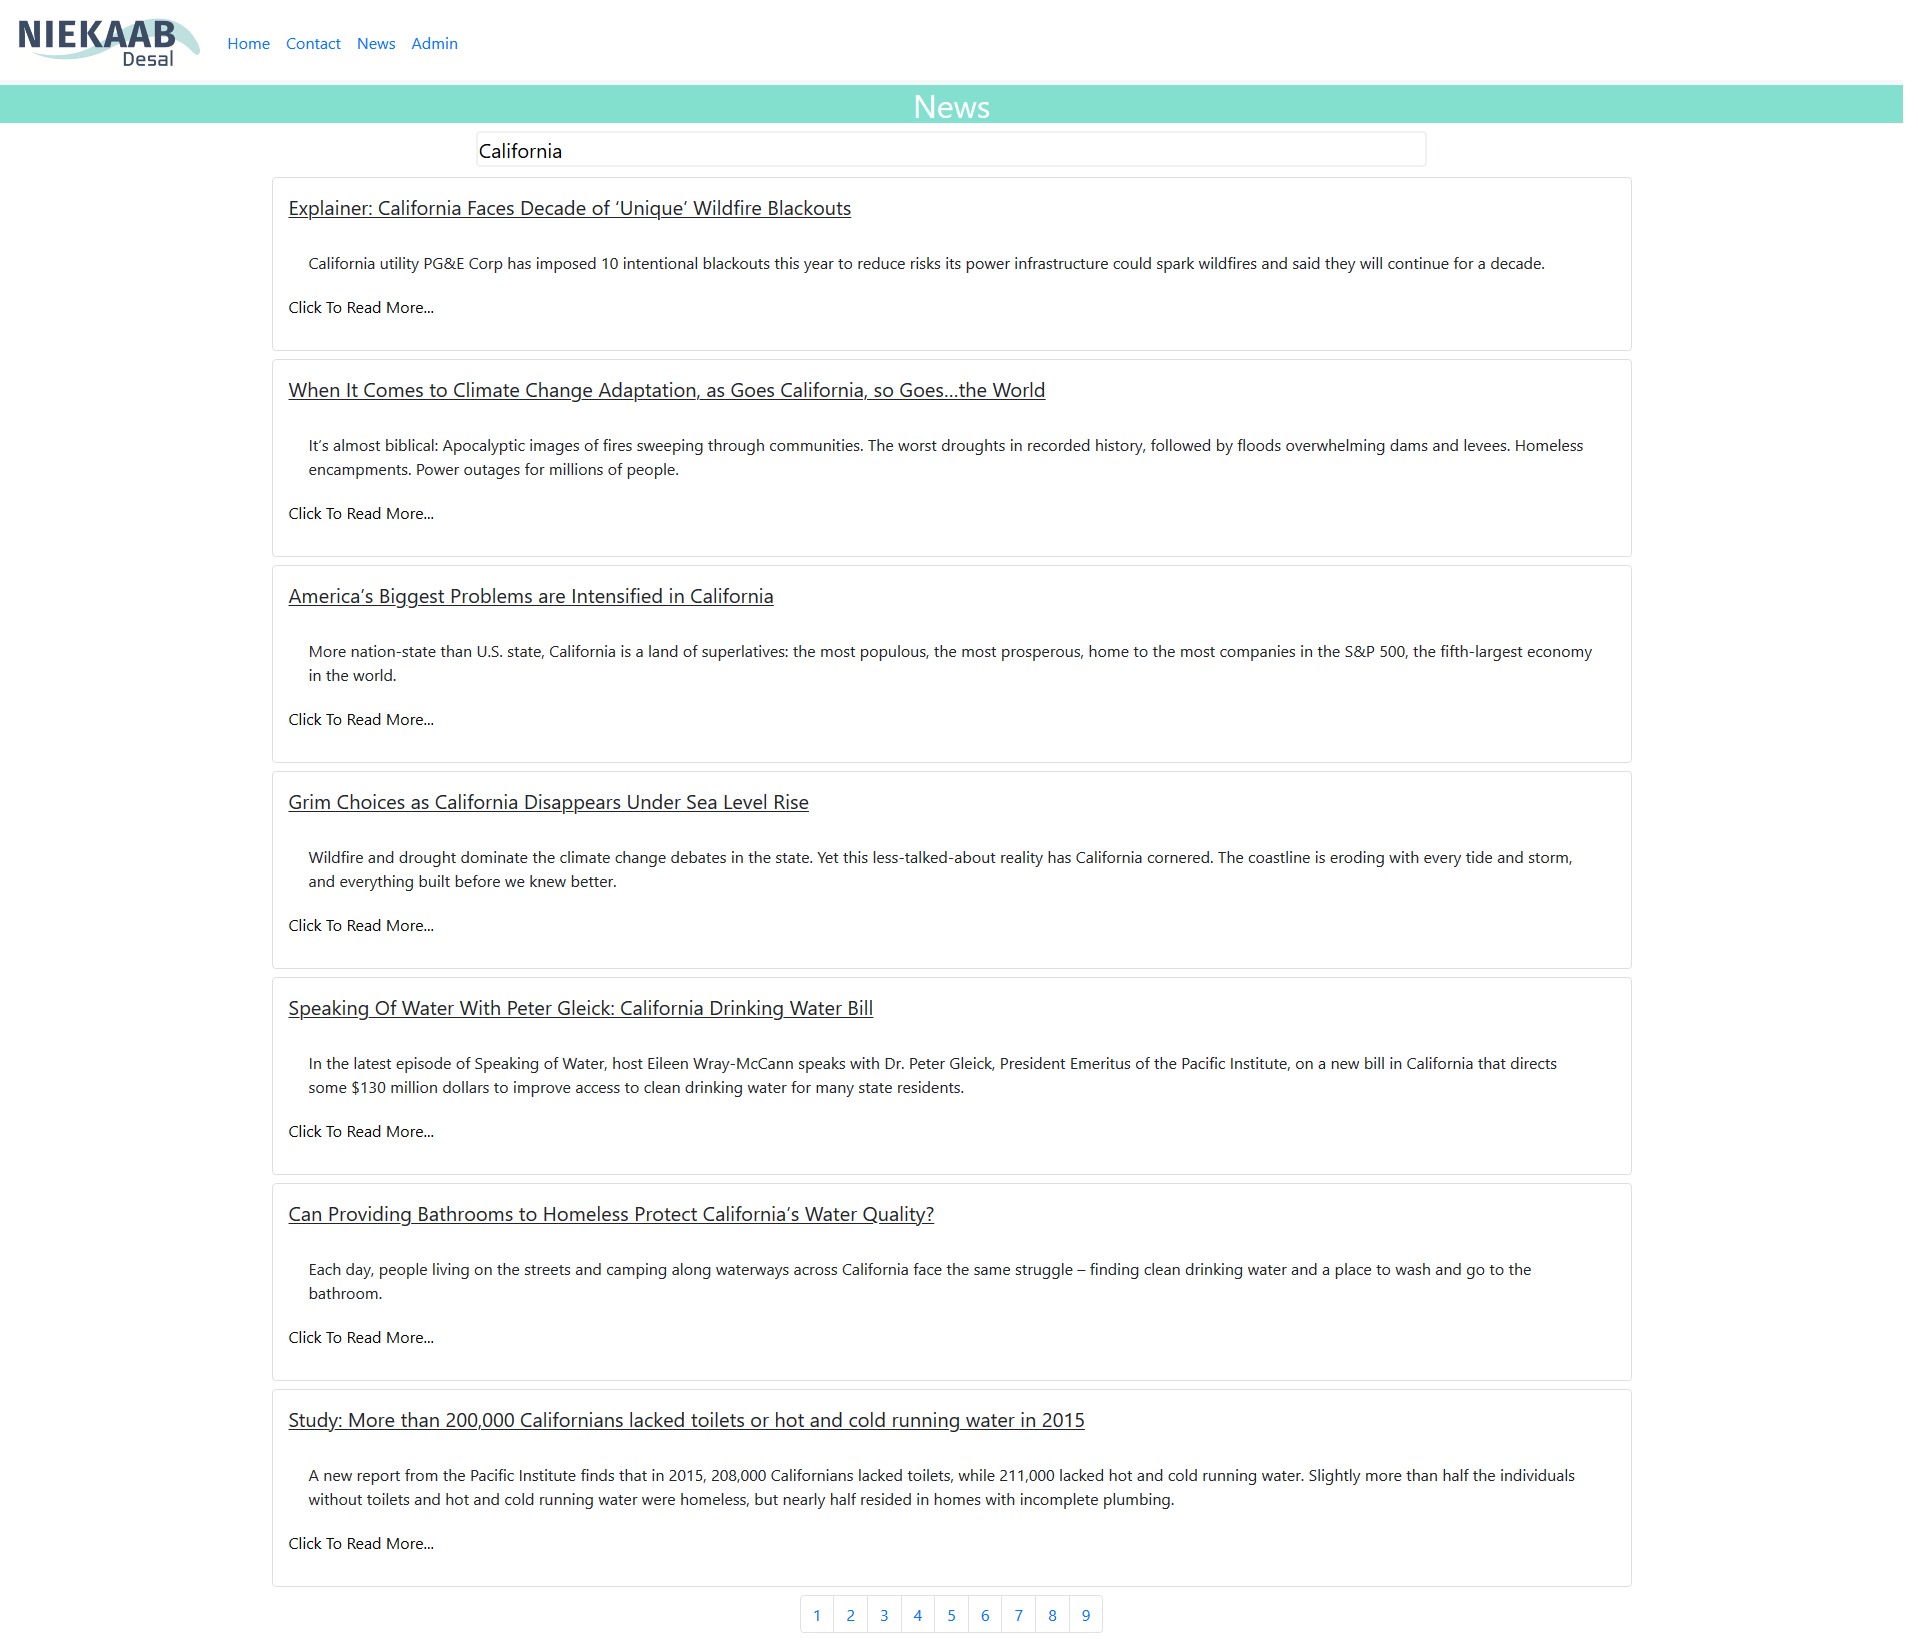 NIEKAAB
Desal
Home Contact News Admin
News
California
Explainer: California Faces Decade of ‘Unique’ Wildfire Blackouts
California utility PG&E Corp has imposed 10 intentional blackouts this year to reduce risks its power infrastructure could spark wildfires and said they will continue for a decade.
Click To Read More...
When It Comes to Climate Change Adaptation, as Goes California, so Goes…the World
It’s almost biblical: Apocalyptic images of fires sweeping through communities. The worst droughts in recorded history, followed by floods overwhelming dams and levees. Homeless
encampments. Power outages for millions of people.
Click To Read More...
America’s Biggest Problems are Intensified in California
More nation-state than U.S. state, California is a land of superlatives: the most populous, the most prosperous, home to the most companies in the S&P 500, the fifth-largest economy
in the world.
Click To Read More...
Grim Choices as California Disappears Under Sea Level Rise
Wildfire and drought dominate the climate change debates in the state. Yet this less-talked-about reality has California cornered. The coastline is eroding with every tide and storm,
and everything built before we knew better.
Click To Read More...
Speaking Of Water With Peter Gleick: California Drinking Water Bill
In the latest episode of Speaking of Water, host Eileen Wray-McCann speaks with Dr. Peter Gleick, President Emeritus of the Pacific Institute, on a new bill in California that directs
some $130 million dollars to improve access to clean drinking water for many state residents.
Click To Read More...
Can Providing Bathrooms to Homeless Protect California’s Water Quality?
Each day, people living on the streets and camping along waterways across California face the same struggle – finding clean drinking water and a place to wash and go to the
bathroom.
Click To Read More...
Study: More than 200,000 Californians lacked toilets or hot and cold running water in 2015
A new report from the Pacific Institute finds that in 2015, 208,000 Californians lacked toilets, while 211,000 lacked hot and cold running water. Slightly more than half the individuals
without toilets and hot and cold running water were homeless, but nearly half resided in homes with incomplete plumbing.
Click To Read More...
1 2 3 4 5 6 7 8 9